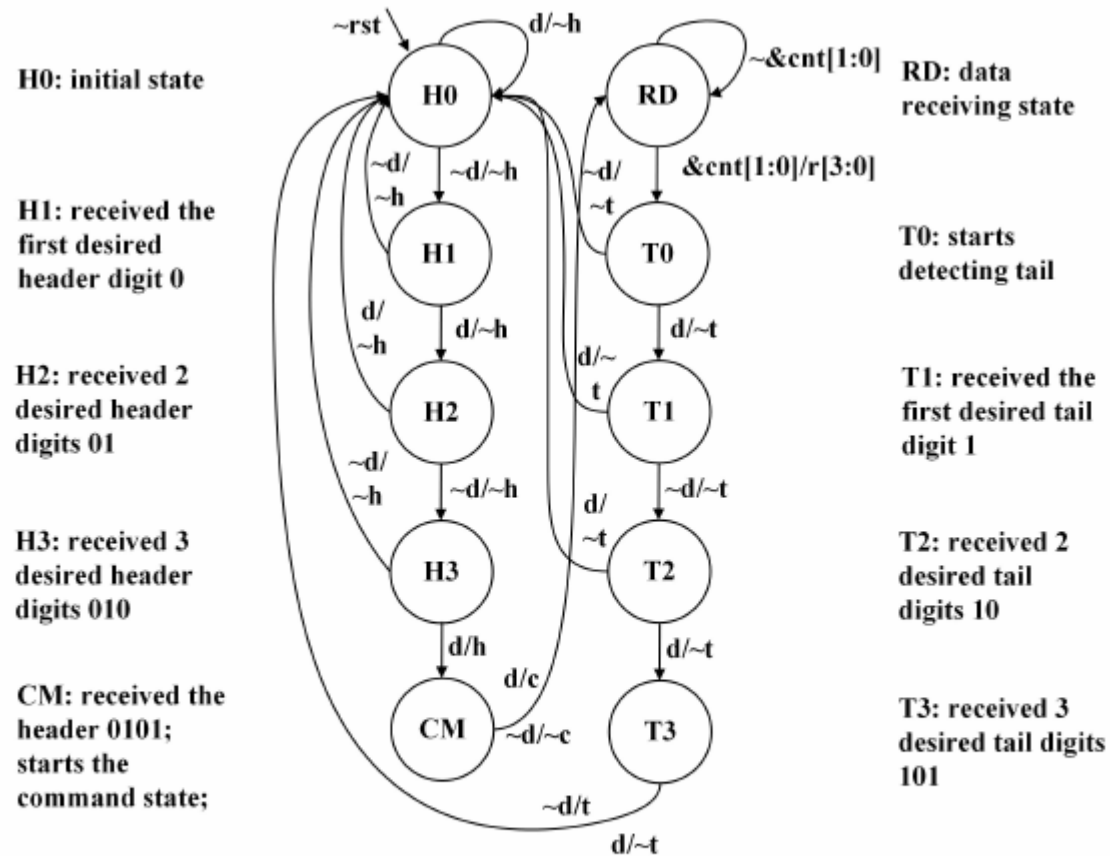 ~rst
d/~h
H0: initial state
H0
RD
~&cnt[1:0]
RD: data
receiving state
~d/
~h
~d/~h
~d/
~t
&cnt[1:0]/r[3:0]
H1: received the
first desired
header digit 0
H1
T0
T0: starts
detecting tail
d/
~h
d/~h
d/~
t
d/~t
H2: received 2
desired header
digits 01
H2
T1
T1: received the
first desired tail
digit 1
~d/
~h
~d/~h
d/
~t
~d/~t
H3: received 3
desired header
digits 010
H3
T2
T2: received 2
desired tail
digits 10
d/h
d/~t
d/c
CM: received the
header 0101;
starts the
command state;
CM
~d/~c
T3
T3: received 3
desired tail digits
101
~d/t
d/~t